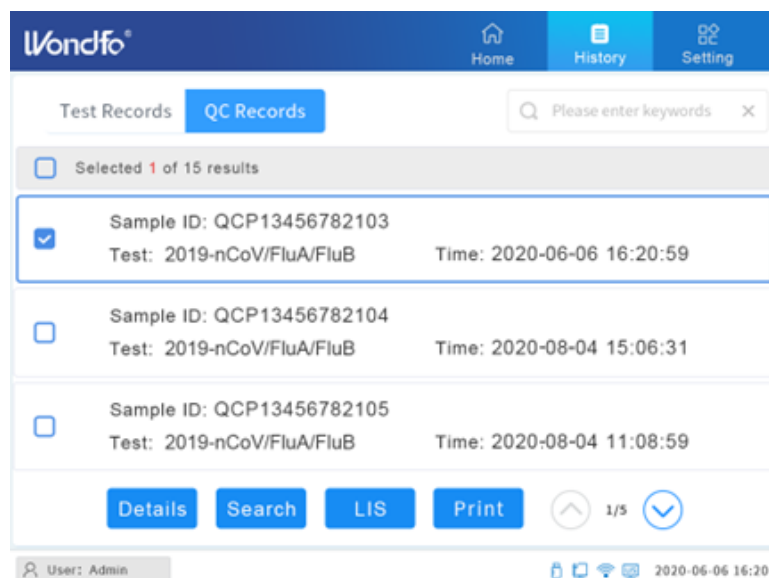 Wondfo®
Home History Setting
Test Records QC Records Please enter keywords
Selected 1 of 15 results
Sample ID: QCP13456782103
Test: 2019-nCoV/FluA/FluB Time: 2020-06-06 16:20:59
Sample ID: QCP13456782104
Test: 2019-nCoV/FluA/FluB Time: 2020-08-04 15:06:31
Sample ID: QCP13456782105
Test: 2019-nCoV/FluA/FluB Time: 2020-08-04 11:08:59
Details Search LIS Print 1/5
User: Admin 2020-06-06 16:20